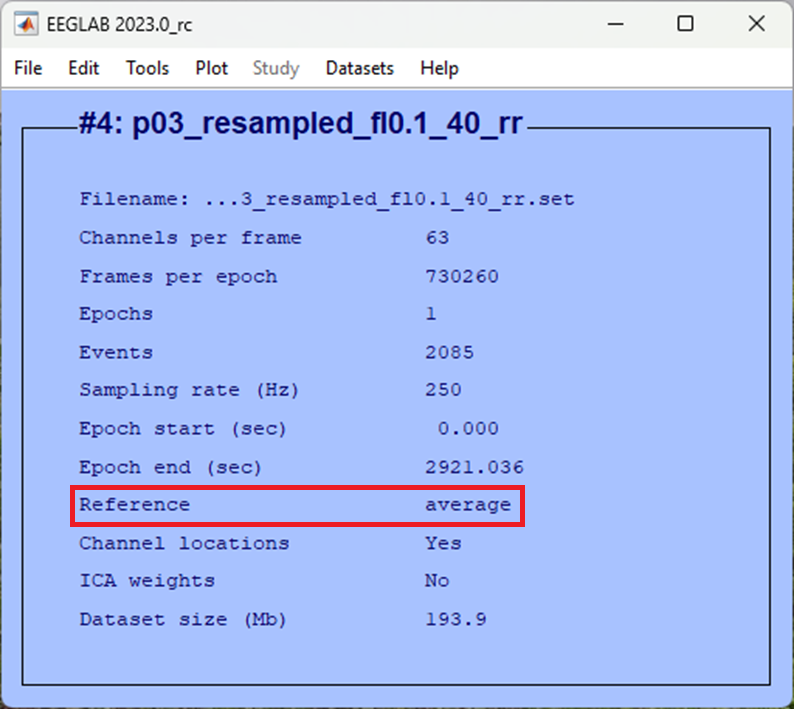 EEGLAB 2023.0_rc
File Edit Tools Plot Study Datasets Help
#4: p03_resampled_fl0.1_40_rr
Filename: ...3_resampled_fl0.1_40_rr.set
Channels per frame 63
Frames per epoch 730260
Epochs 1
Events 2085
Sampling rate (Hz) 250
Epoch start (sec) 0.000
Epoch end (sec) 2921.036
Reference average
Channel locations Yes
ICA weights No
Dataset size (Mb) 193.9